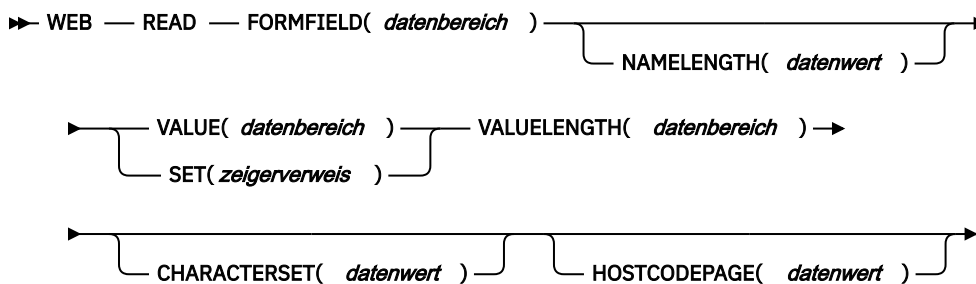 WEB READ FORMFIELD( datenbereich )
NAMELENGTH( datenwert )
VALUE( datenbereich ) VALUELENGTH( datenbereich )
SET( zeigerverweis )
CHARACTERSET( datenwert ) HOSTCODEPAGE( datenwert )